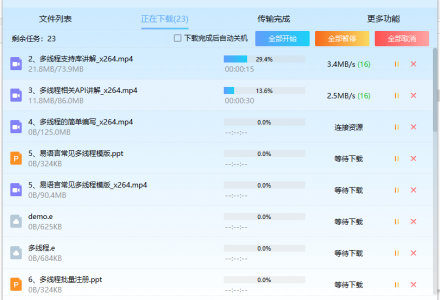 文件列表 正在下载(23) 传输完成 更多功能
剩余任务：23 下载完成后自动关机 全部开始 全部暂停 全部取消
2、多线程支持库讲解_x264.mp4 29.4%
21.8MB/73.9MB 00:00:15 3.4MB/s (16)
3、多线程相关API讲解_x264.mp4 13.6%
11.8MB/86.0MB 00:00:30 2.5MB/s (16)
4、多线程的简单编写_x264.mp4 0.0%
0B/125.0MB --:--:-- 连接资源
5、易语言常见多线程模版.ppt 0.0%
0B/324KB --:--:-- 等待下载
5、易语言常见多线程模版_x264.mp4 0.0%
0B/90.4MB --:--:-- 等待下载
demo.e 0.0%
0B/625KB --:--:-- 等待下载
多线程.e 0.0%
0B/684KB --:--:-- 等待下载
6、多线程批量注册.ppt 0.0%
0B/324KB --:--:-- 等待下载